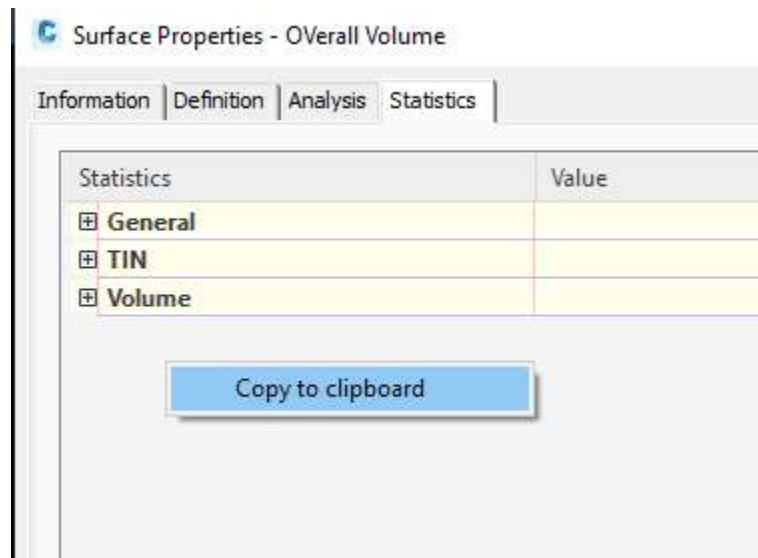 Surface Properties - OVerall Volume
Information Definition Analysis Statistics
Statistics Value
General
TIN
Volume
Copy to clipboard